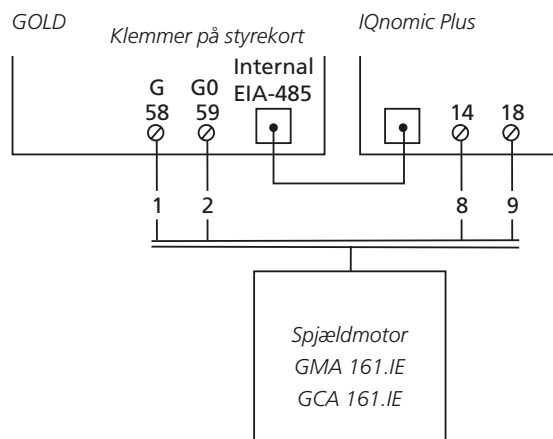 GOLD
Klemmer på styrekort
IQnomic Plus
G
58
G0
59
Internal
EIA-485
14
18
1
2
8
9
Spjældmotor
GMA 161.IE
GCA 161.IE